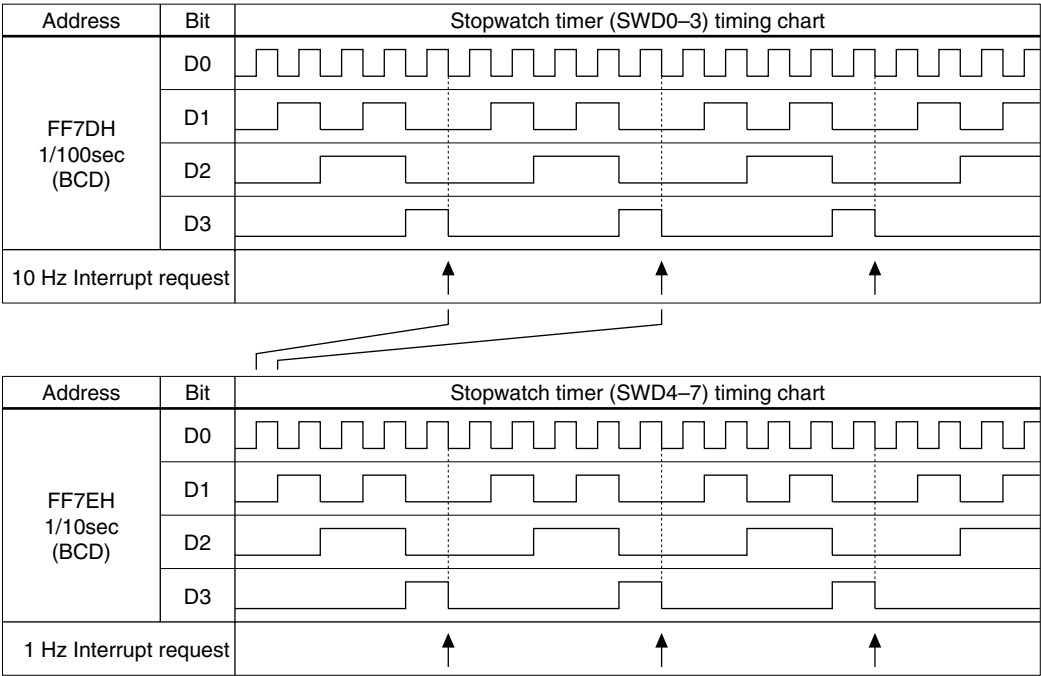 Address Bit Stopwatch timer (SWD0–3) timing chart
FF7DH
1/100sec
(BCD)
D0
D1
D2
D3
10 Hz Interrupt request
Address Bit Stopwatch timer (SWD4–7) timing chart
FF7EH
1/10sec
(BCD)
D0
D1
D2
D3
1 Hz Interrupt request